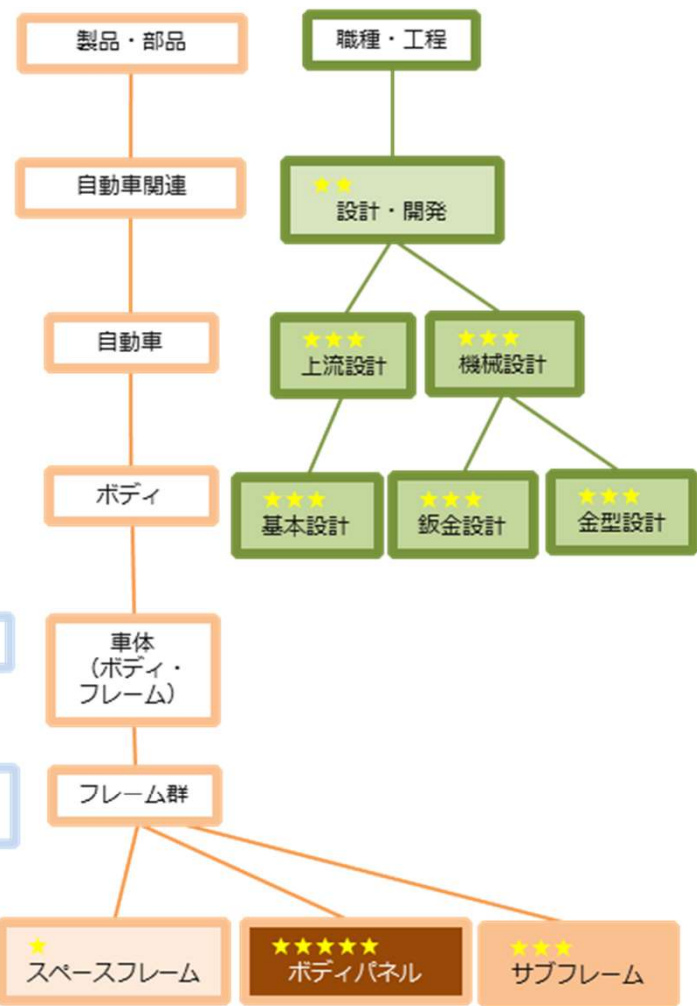 製品・部品
職種・工程
自動車関連
★★
設計・開発
自動車
★★★
上流設計
★★★
機械設計
ボディ
★★★
基本設計
★★★
鈑金設計
★★★
金型設計
車体
（ボディ・
フレーム）
フレーム群
★
スペースフレーム
★★★★★
ボディパネル
★★★
サブフレーム